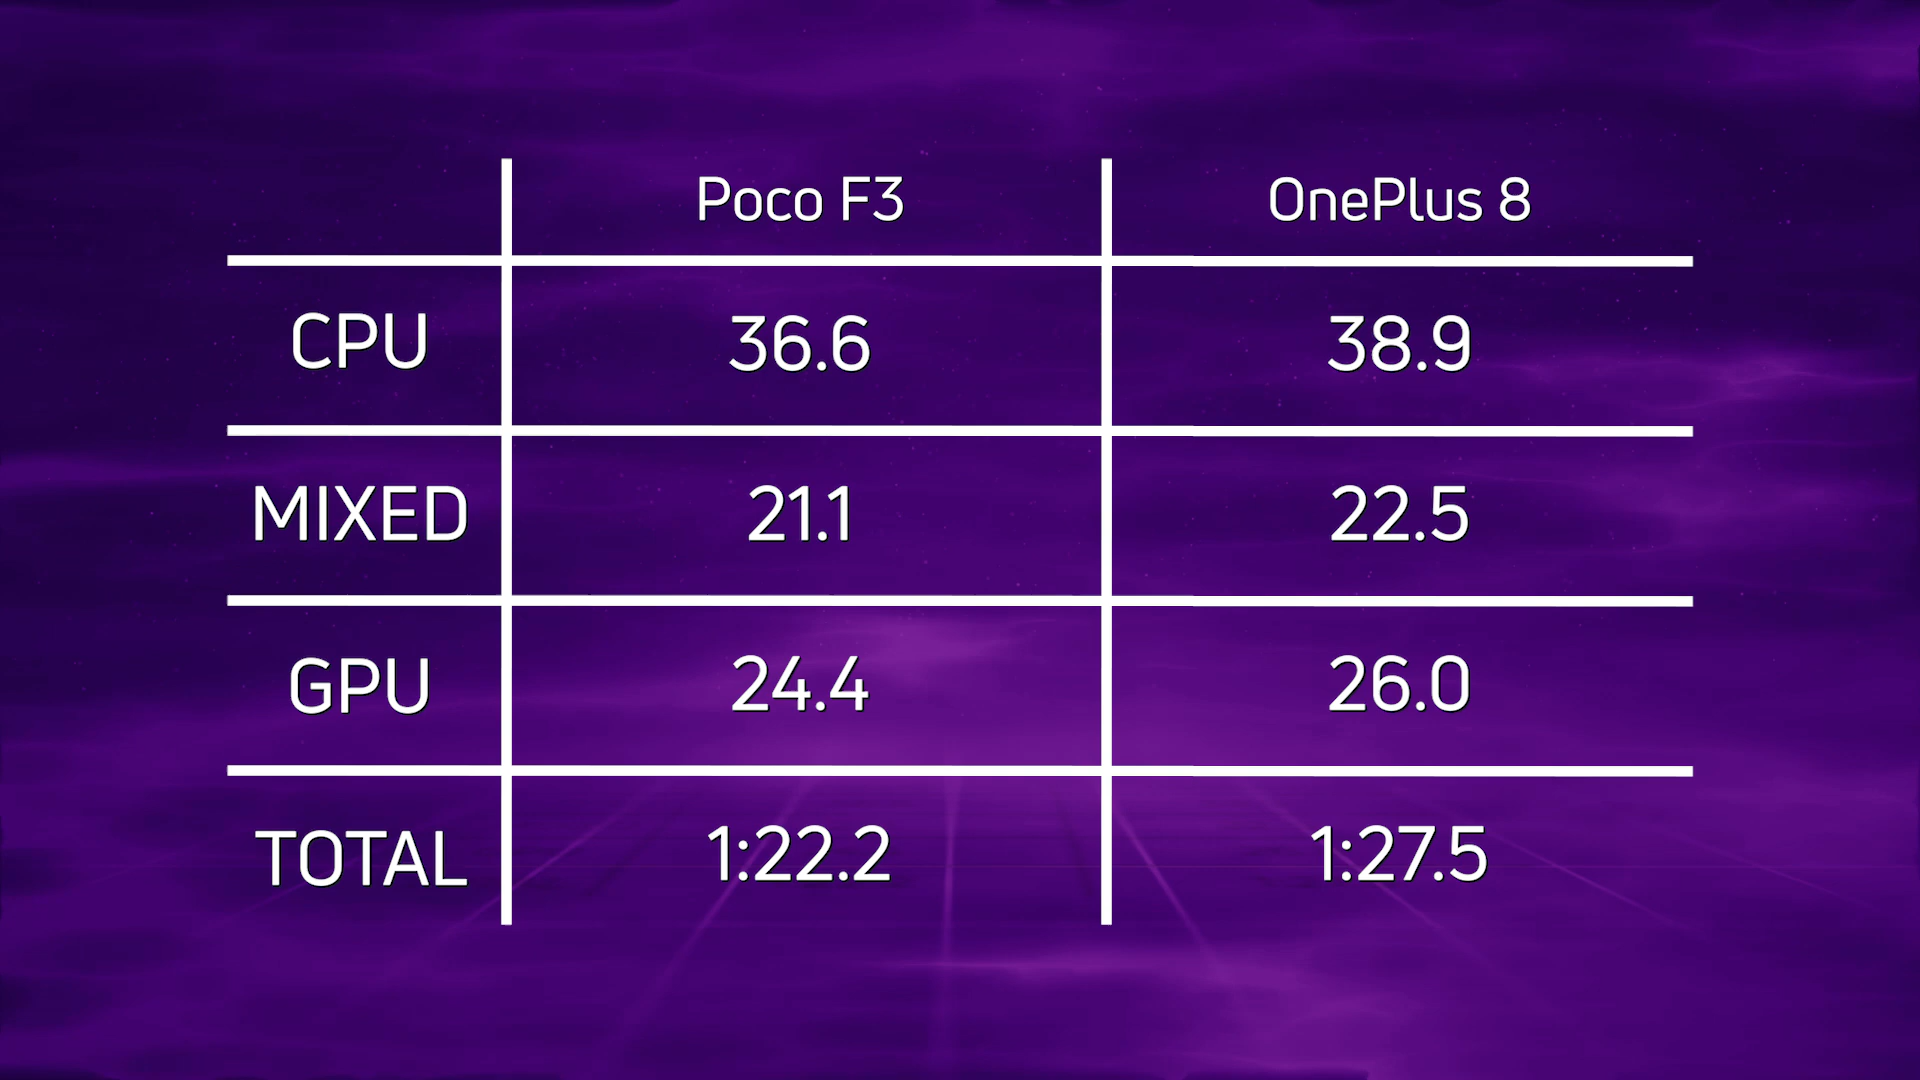 Poco F3 OnePlus 8
CPU 36.6 38.9
MIXED 21.1 22.5
GPU 24.4 26.0
TOTAL 1:22.2 1:27.5